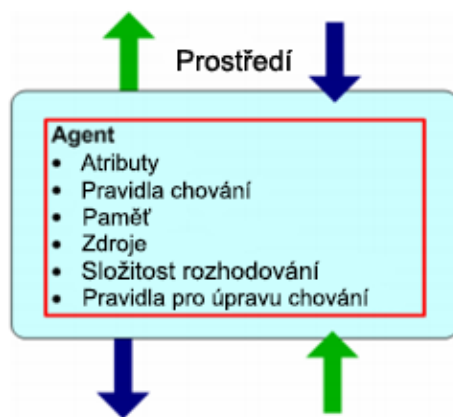 Prostředí
Agent
• Atributy
• Pravidla chování
• Paměť
• Zdroje
• Složitost rozhodování
• Pravidla pro úpravu chování